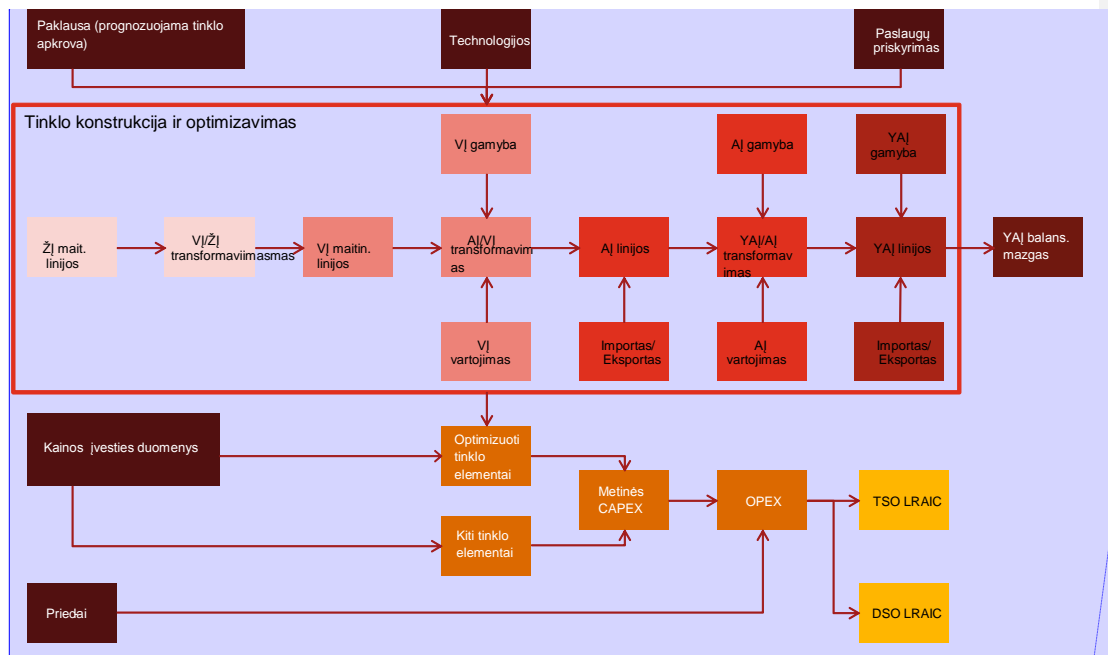 Paklausa (prognozuojama tinklo
apkrova)
Technologijos
Paslaugų
priskyrimas
Tinklo konstrukcija ir optimizavimas
VĮ gamyba
AĮ gamyba
YAĮ
gamyba
ŽĮ mait.
linijos
VĮ/ŽĮ
transformaviimasmas
VĮ maitin.
linijos
AĮ/VĮ
transformavim
as
AĮ linijos
YAĮ/AĮ
transformav
imas
YAĮ linijos
YAĮ balans.
mazgas
VĮ
vartojimas
Importas/
Eksportas
AĮ
vartojimas
Importas/
Eksportas
Kainos įvesties duomenys
Optimizuoti
tinklo
elementai
Metinės
CAPEX
OPEX
TSO LRAIC
Kiti tinklo
elementai
Priedai
DSO LRAIC